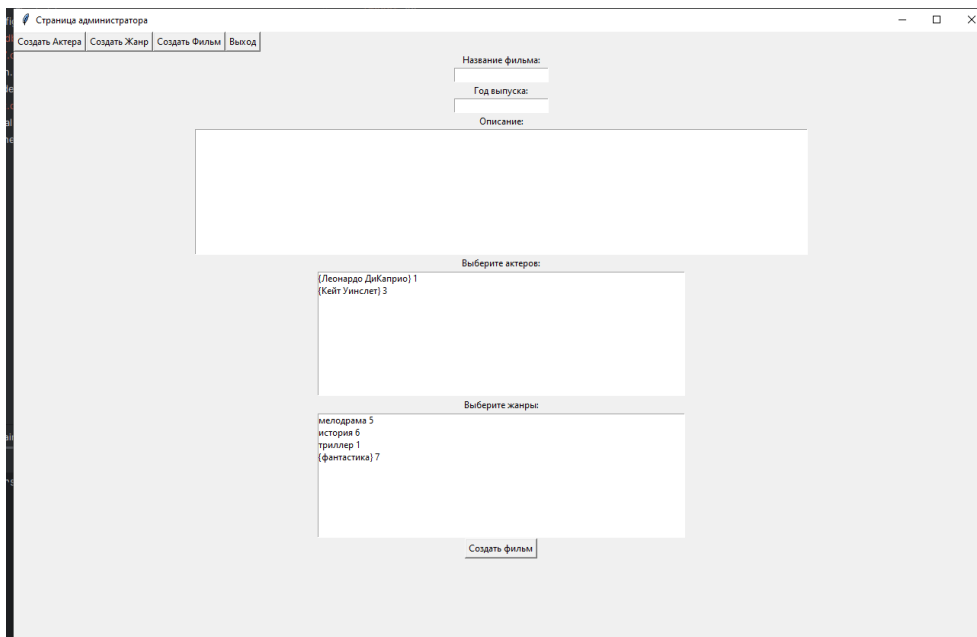 Страница администратора
Создать Актера Создать Жанр Создать Фильм Выход
Название фильма:
Год выпуска:
Описание:
Выберите актеров:
{Леонардо ДиКаприо} 1
{Кейт Уинслет} 3
Выберите жанры:
мелодрама 5
история 6
триллер 1
{фантастика} 7
Создать фильм